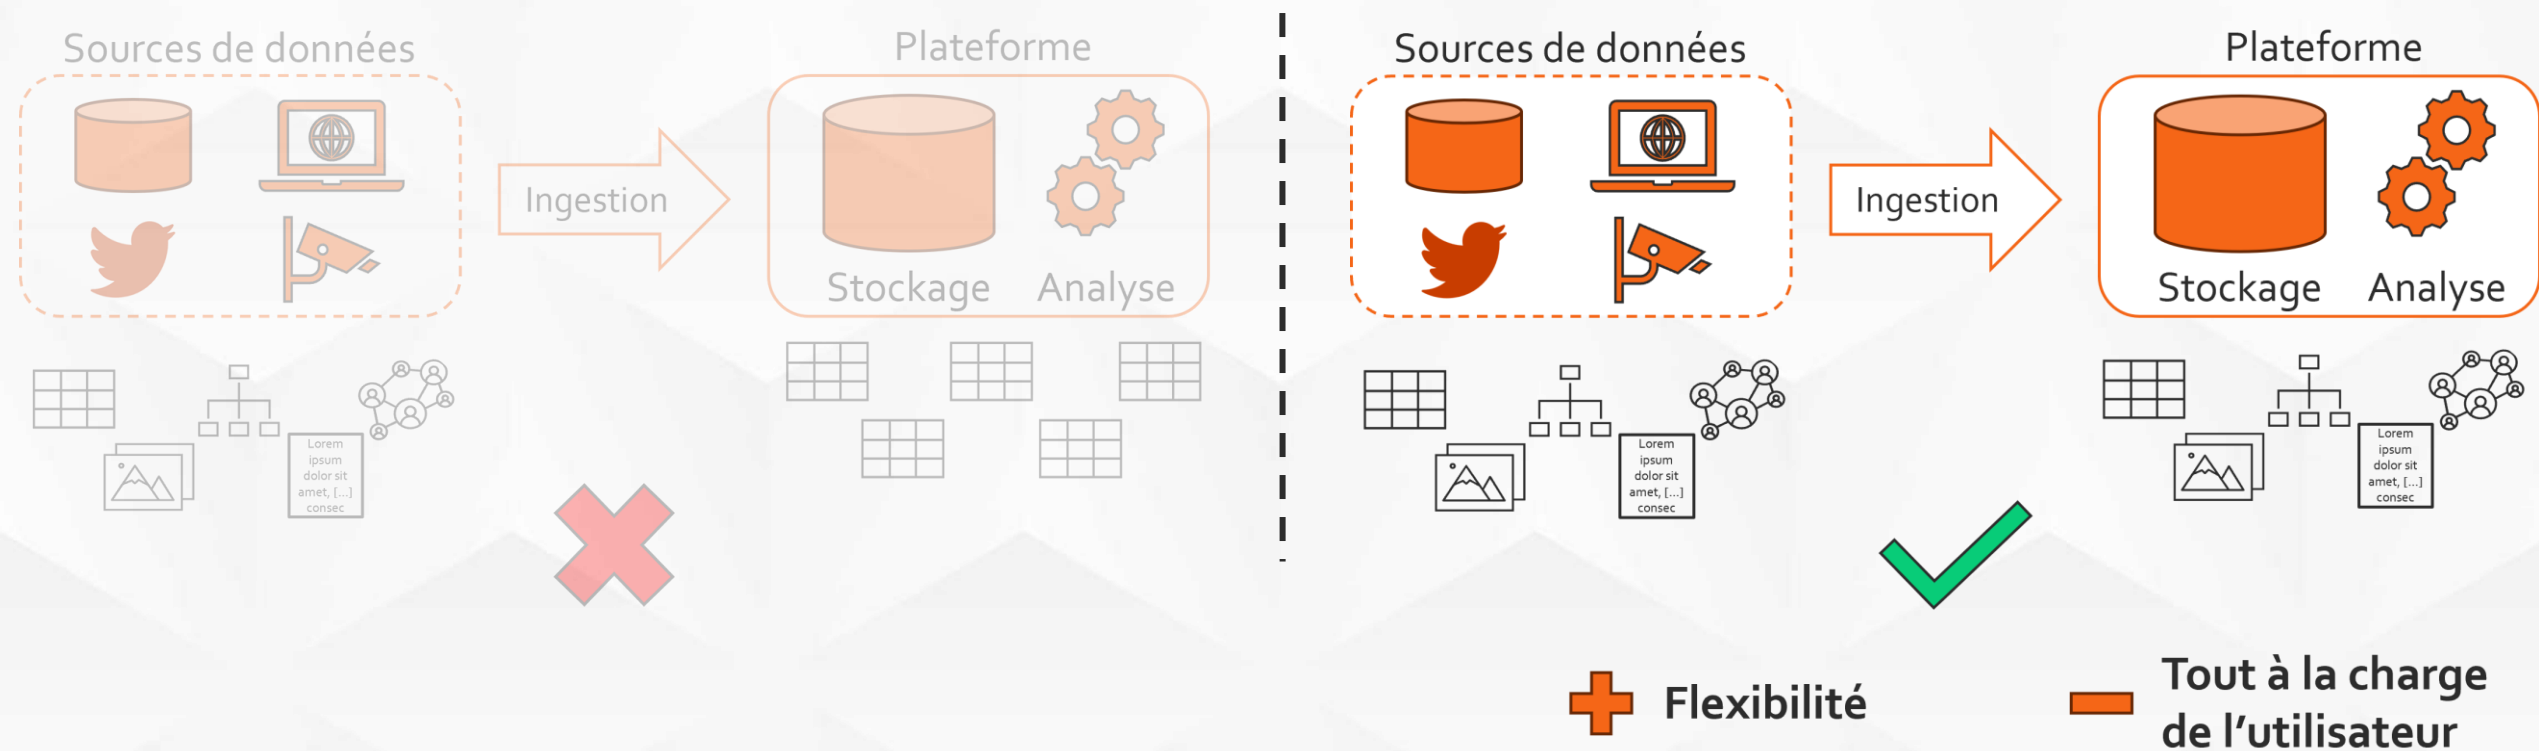 Sources de données
Plateforme
Ingestion
Stockage
Analyse
Lorem
ipsum
dolor sit
amet, [...]
consec
Sources de données
Plateforme
Ingestion
Stockage
Analyse
Lorem
ipsum
dolor sit
amet, [...]
consec
Lorem
ipsum
dolor sit
amet, [...]
consec
Flexibilité
Tout à la charge
de l'utilisateur